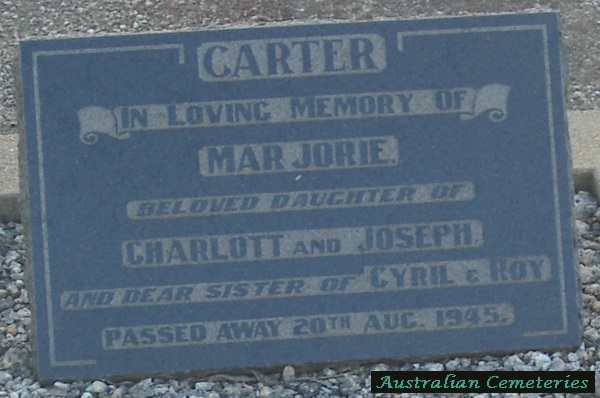 CARTER
IN LOVING MEMORY OF
MARJORIE.
BELOVED DAUGHTER OF
CHARLOTT AND JOSEPH.
AND DEAR SISTER OF CYRIL & ROY
PASSED AWAY 20TH AUG. 1945.
Australian Cemeteries